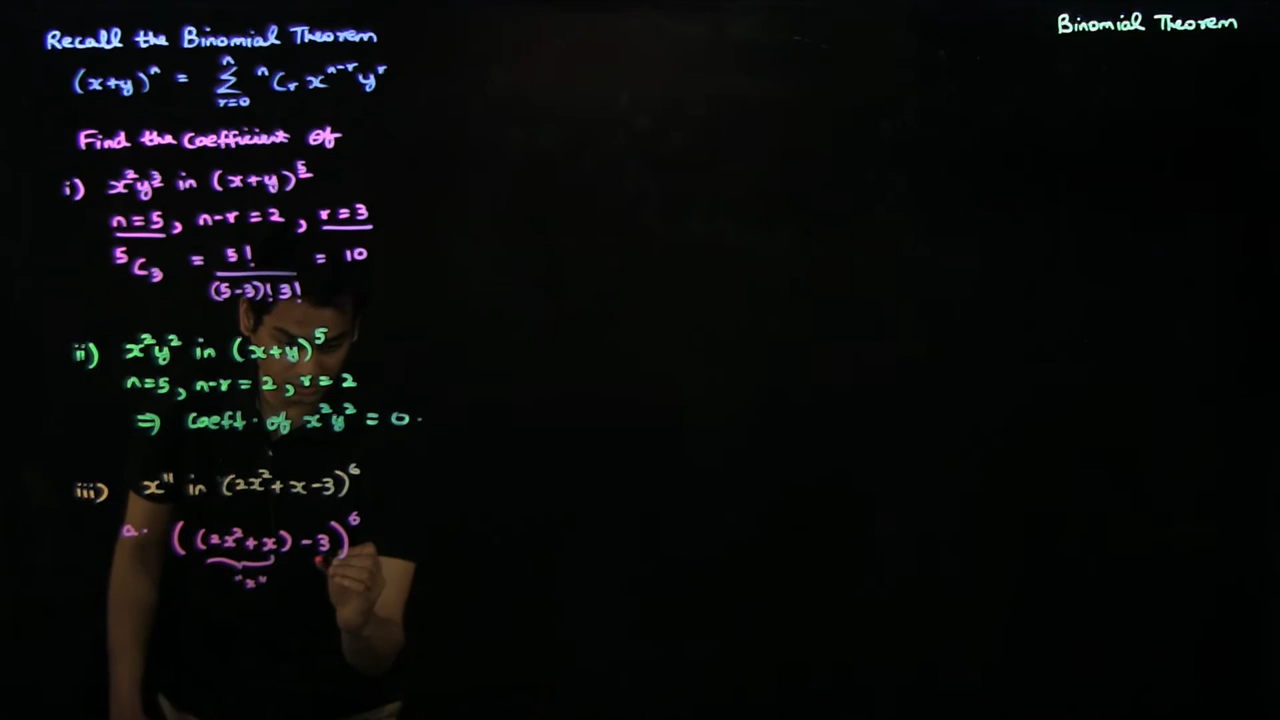 Binomial Theorem
Recall the Binomial Theorem
(x+y)^n = ∑_{r=0}^{n} ^nC_r x^{n-r} y^r
Find the Coefficient of
i) x²y³ in (x+y)^5
n=5, n-r=2, r=3
^5C_3 = 5!/((5-3)!3!) = 10
ii) x²y² in (x+y)^5
n=5, n-r=2, r=2
⇒ Coeff. of x²y² = 0.
iii) x^11 in (2x²+x-3)^6
a. ((2x²+x)-3)^6
"x"